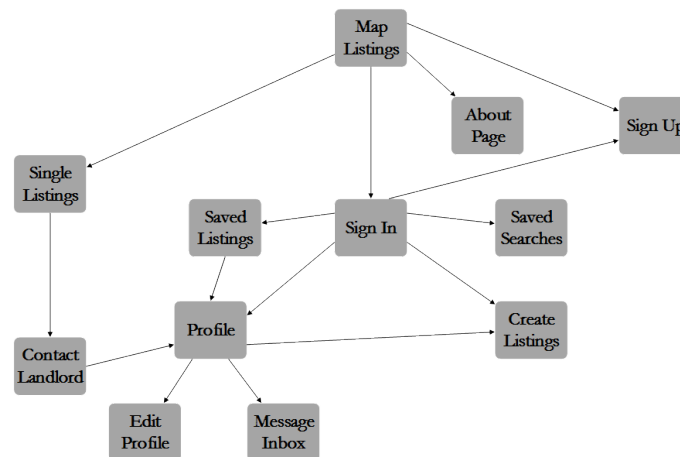 Map
Listings
About
Page
Sign Up
Single
Listings
Saved
Listings
Sign In
Saved
Searches
Profile
Create
Listings
Contact
Landlord
Edit
Profile
Message
Inbox